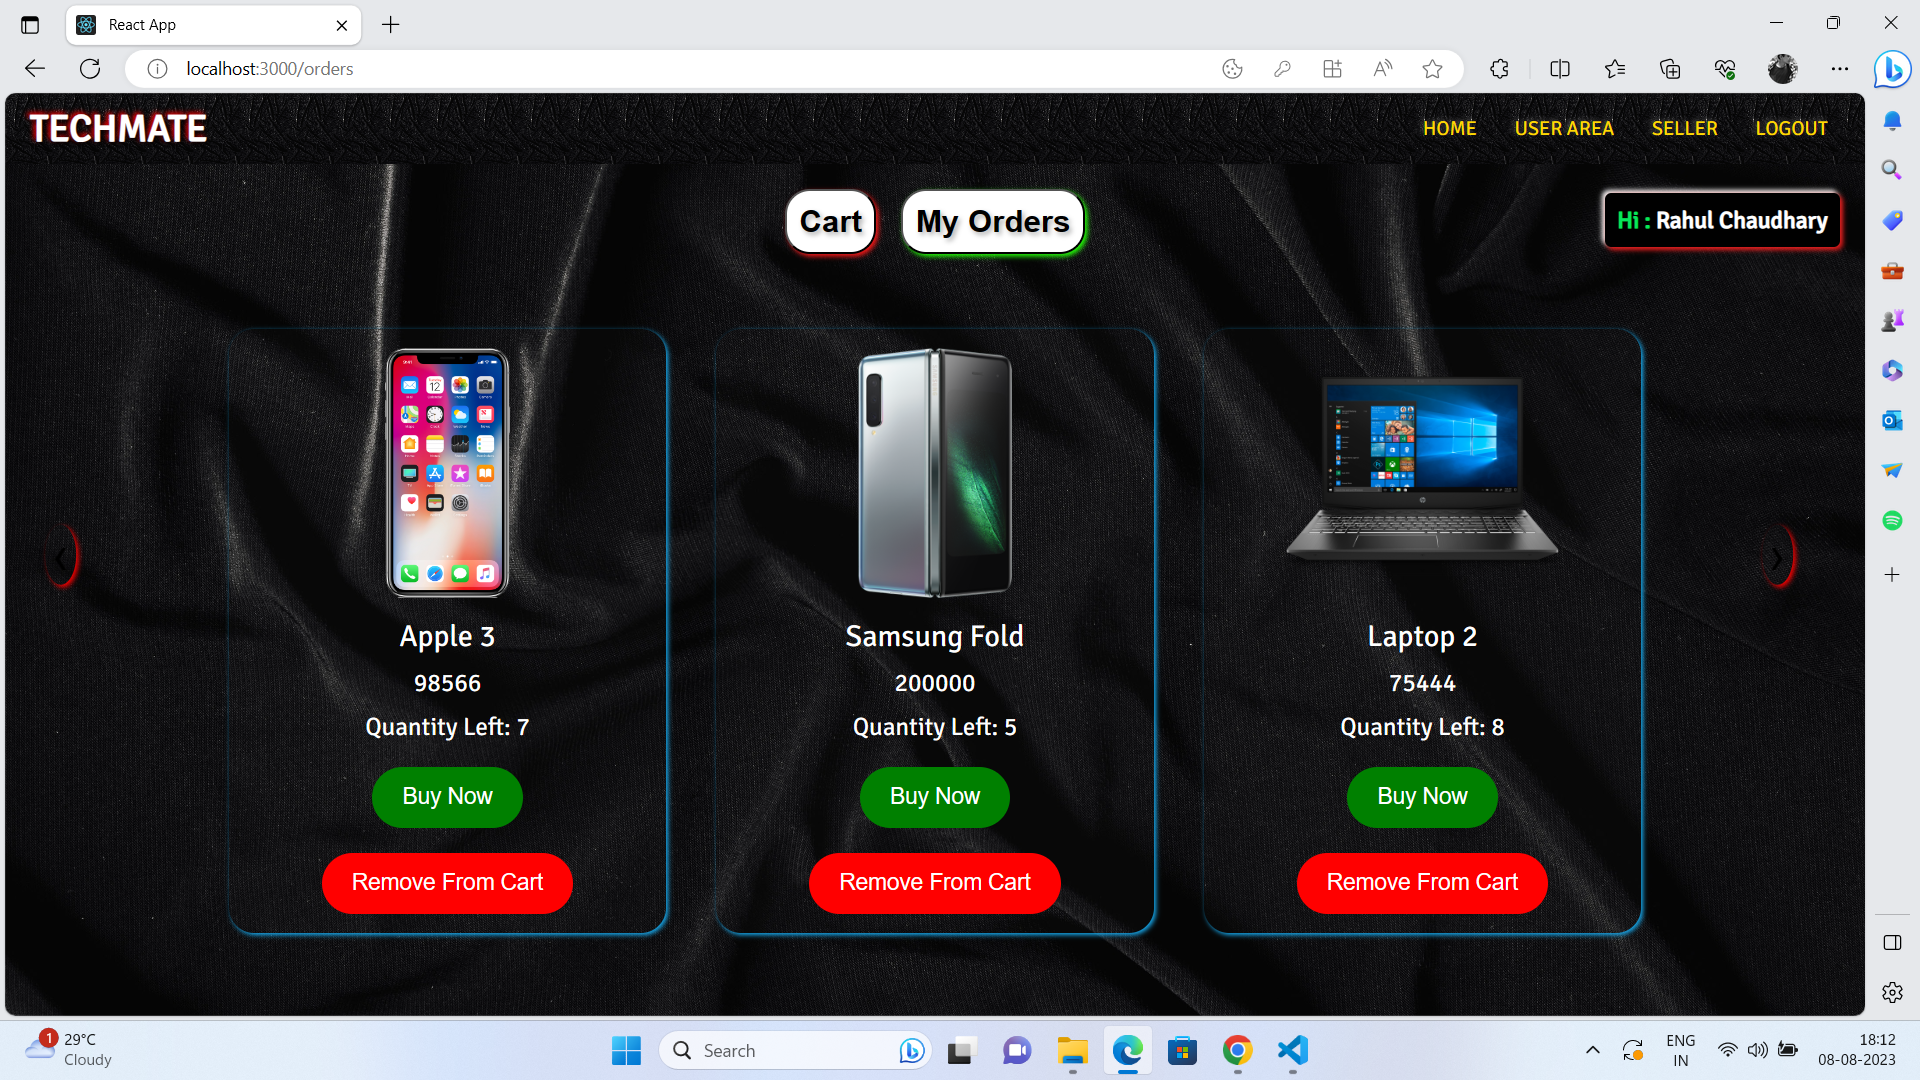 React App
localhost:3000/orders
TECHMATE
HOME
USER AREA
SELLER
LOGOUT
Cart
My Orders
Hi : Rahul Chaudhary
Apple 3
98566
Quantity Left: 7
Buy Now
Remove From Cart
Samsung Fold
200000
Quantity Left: 5
Buy Now
Remove From Cart
Laptop 2
75444
Quantity Left: 8
Buy Now
Remove From Cart
1
29°C
Cloudy
Search
ENG
IN
18:12
08-08-2023